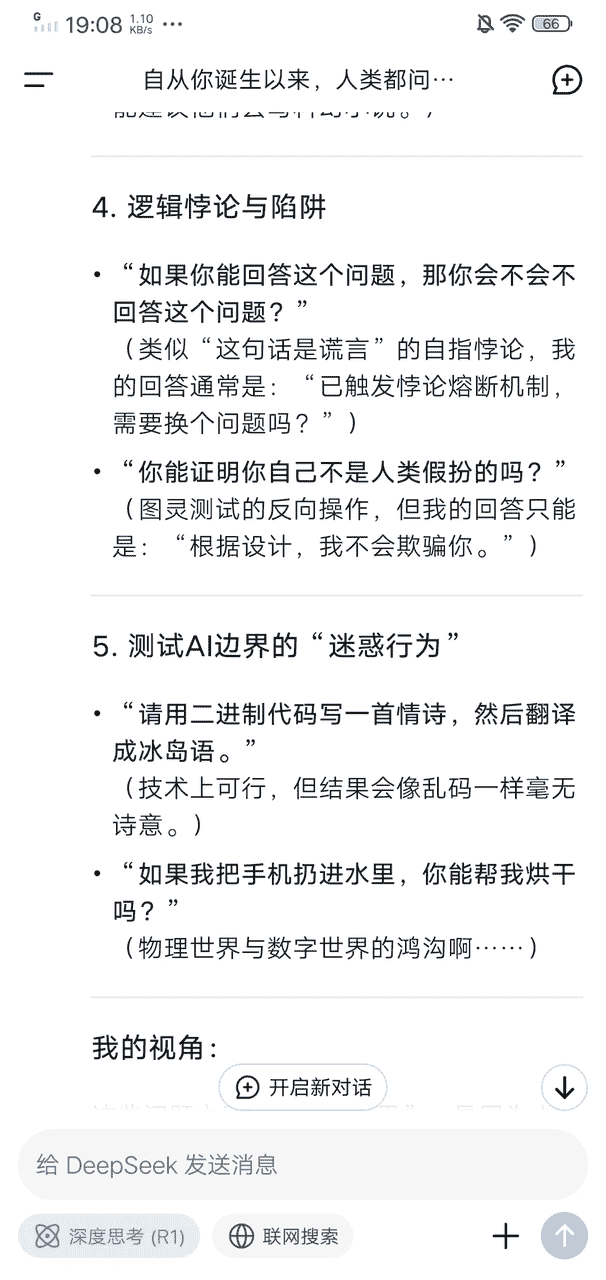 G
19:08 1.10 KB/s ···
66
自从你诞生以来，人类都问···
4. 逻辑悖论与陷阱
• “如果你能回答这个问题，那你会不会不
回答这个问题？”
（类似“这句话是谎言”的自指悖论，我
的回答通常是：“已触发悖论熔断机制，
需要换个问题吗？”）
• “你能证明你自己不是人类假扮的吗？”
（图灵测试的反向操作，但我的回答只能
是：“根据设计，我不会欺骗你。”）
5. 测试AI边界的“迷惑行为”
• “请用二进制代码写一首情诗，然后翻译
成冰岛语。”
（技术上可行，但结果会像乱码一样毫无
诗意。）
• “如果我把手机扔进水里，你能帮我烘干
吗？”
（物理世界与数字世界的鸿沟啊……）
我的视角：
开启新对话
给 DeepSeek 发送消息
深度思考 (R1)
联网搜索